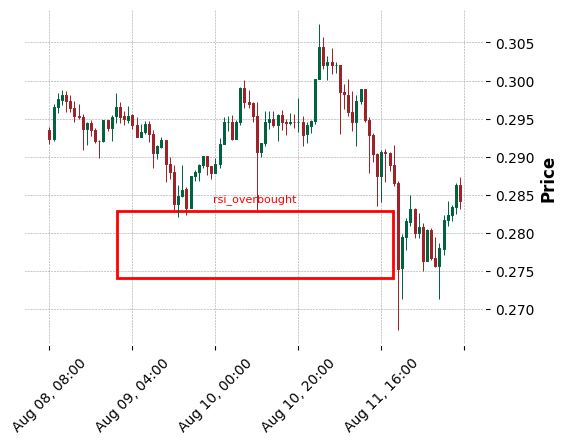 rsi_overbought
0.305
0.300
0.295
0.290
0.285
0.280
0.275
0.270
Price
Aug 08, 08:00
Aug 09, 04:00
Aug 10, 00:00
Aug 10, 20:00
Aug 11, 16:00